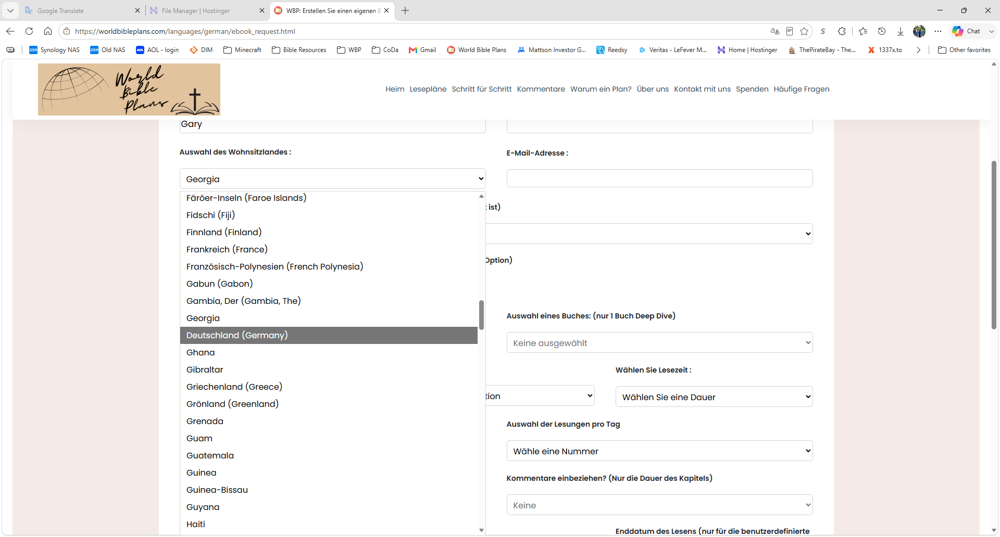 Google Translate
File Manager | Hostinger
WBP: Erstellen Sie einen eigenen B
https://worldbibleplans.com/languages/german/ebook_request.html
Chat
Synology NAS
Old NAS
AOL - login
DIM
Minecraft
Bible Resources
WBP
CoDa
Gmail
World Bible Plans
Mattson Investor G...
Reedsy
Veritas - LeFever M...
Home | Hostinger
ThePirateBay - The...
1337x.to
Other favorites
World
Bible
Plans
Heim Lesepläne Schritt für Schritt Kommentare Warum ein Plan? Über uns Kontakt mit uns Spenden Häufige Fragen
Gary
Auswahl des Wohnsitzlandes :
E-Mail-Adresse :
Georgia
Färöer-Inseln (Faroe Islands)
Fidschi (Fiji)
Finnland (Finland)
Frankreich (France)
Französisch-Polynesien (French Polynesia)
Gabun (Gabon)
Gambia, Der (Gambia, The)
Georgia
Deutschland (Germany)
Ghana
Gibraltar
Griechenland (Greece)
Grönland (Greenland)
Grenada
Guam
Guatemala
Guinea
Guinea-Bissau
Guyana
Haiti
ist)
Option)
Auswahl eines Buches: (nur 1 Buch Deep Dive)
Keine ausgewählt
Wählen Sie Lesezeit :
tion
Wählen Sie eine Dauer
Auswahl der Lesungen pro Tag
Wähle eine Nummer
Kommentare einbeziehen? (Nur die Dauer des Kapitels)
Keine
Enddatum des Lesens (nur für die benutzerdefinierte